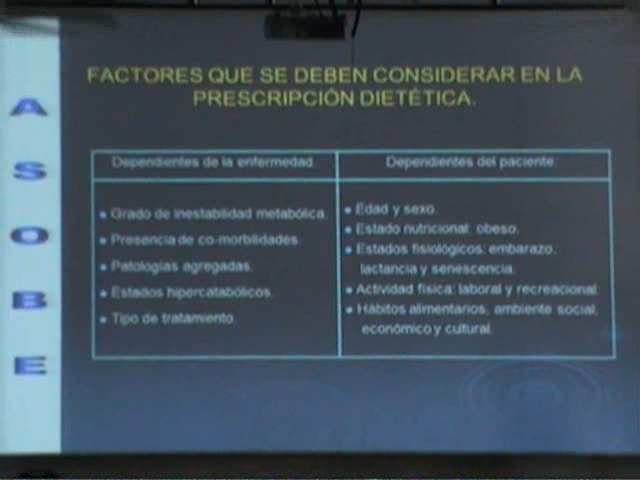 FACTORES QUE SE DEBEN CONSIDERAR EN LA
PRESCRIPCIÓN DIETÉTICA.
A
S
O
B
E
Dependientes de la enfermedad.
• Grado de inestabilidad metabólica.
• Presencia de co-morbilidades.
• Patologías agregadas.
• Estados hipercatabólicos.
• Tipo de tratamiento.
Dependientes del paciente.
• Edad y sexo.
• Estado nutricional: obeso.
• Estados fisiológicos: embarazo,
lactancia y senescencia.
• Actividad física: laboral y recreacional.
• Hábitos alimentarios, ambiente social,
económico y cultural.